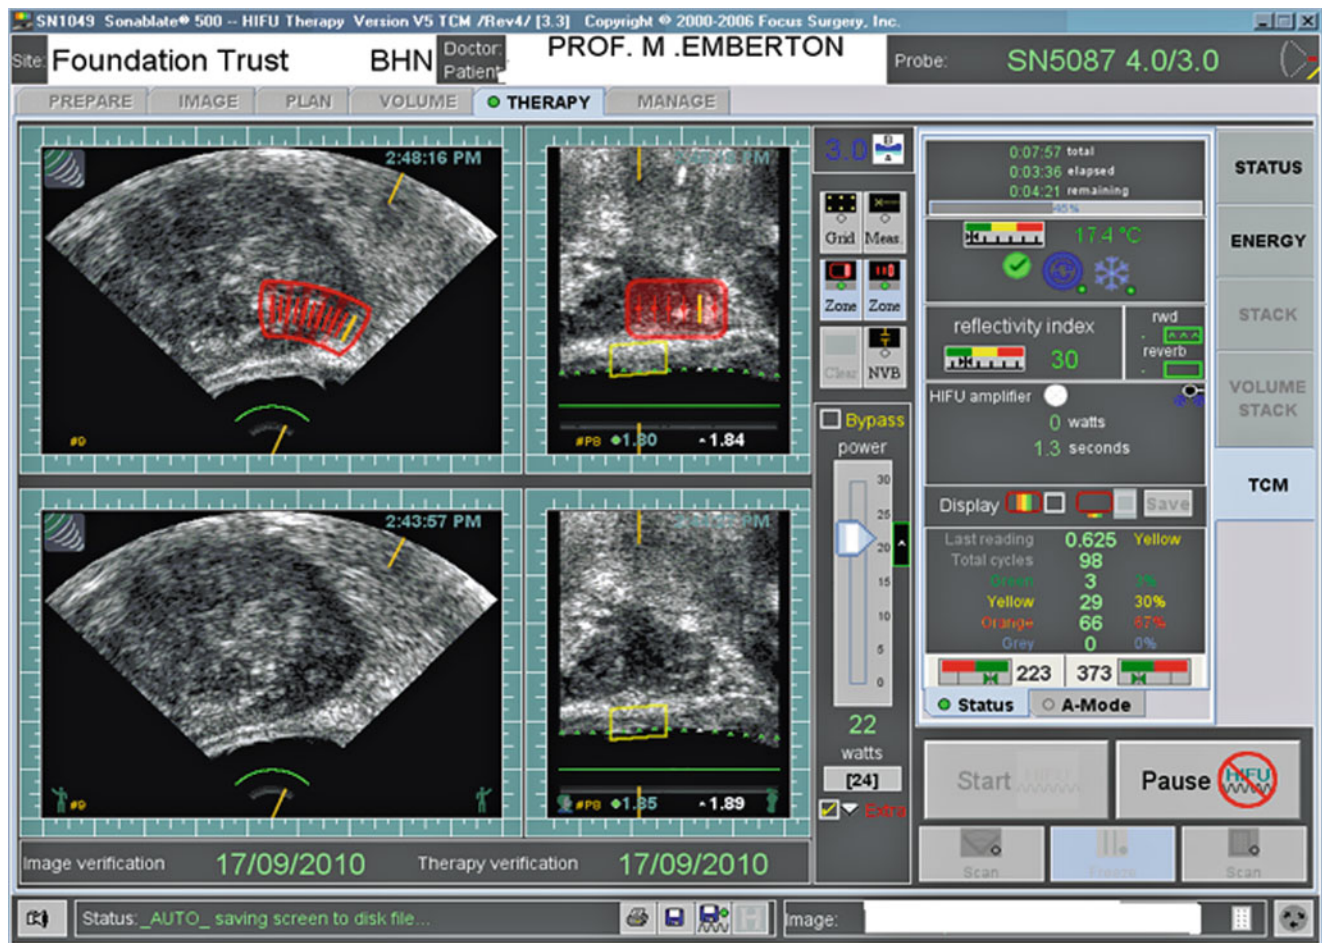 SN1049 Sonablate® 500 -- HIFU Therapy Version V5 TCM /Rev4/ [3.3] Copyright © 2000-2006 Focus Surgery, Inc.
Site: Foundation Trust BHN
Doctor: PROF. M .EMBERTON
Patient:
Probe: SN5087 4.0/3.0
PREPARE IMAGE PLAN VOLUME THERAPY MANAGE
2:48:16 PM
#9
#P8 1.80 1.84
2:43:57 PM
#9
#P8 1.85 1.89
Image verification 17/09/2010 Therapy verification 17/09/2010
3.0
Grid Meas.
Zone Zone
Clear NVB
Bypass
power
30
25
20
15
10
5
0
22
watts
[24]
Extra
0:07:57 total
0:03:36 elapsed
0:04:21 remaining
45%
17.4 °C
reflectivity index
30
rwd
reverb
HIFU amplifier
0 watts
1.3 seconds
Display Save
Last reading 0.625 Yellow
Total cycles 98
Green 3 3%
Yellow 29 30%
Orange 66 67%
Grey 0 0%
223 373
Status A-Mode
STATUS
ENERGY
STACK
VOLUME
STACK
TCM
Start
Pause HIFU
Scan Freeze Scan
Status: _AUTO_ saving screen to disk file...
Image: